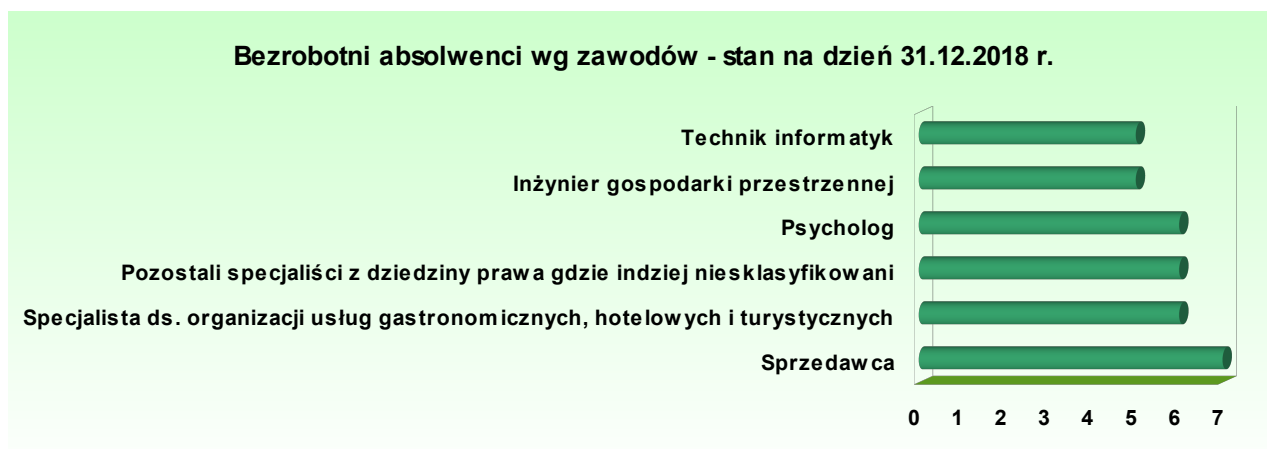 Bezrobotni absolwenci wg zawodów - stan na dzień 31.12.2018 r.
Technik informatyk
Inżynier gospodarki przestrzennej
Psycholog
Pozostali specjaliści z dziedziny prawa gdzie indziej niesklasyfikowani
Specjalista ds. organizacji usług gastronomicznych, hotelowych i turystycznych
Sprzedawca
0 1 2 3 4 5 6 7